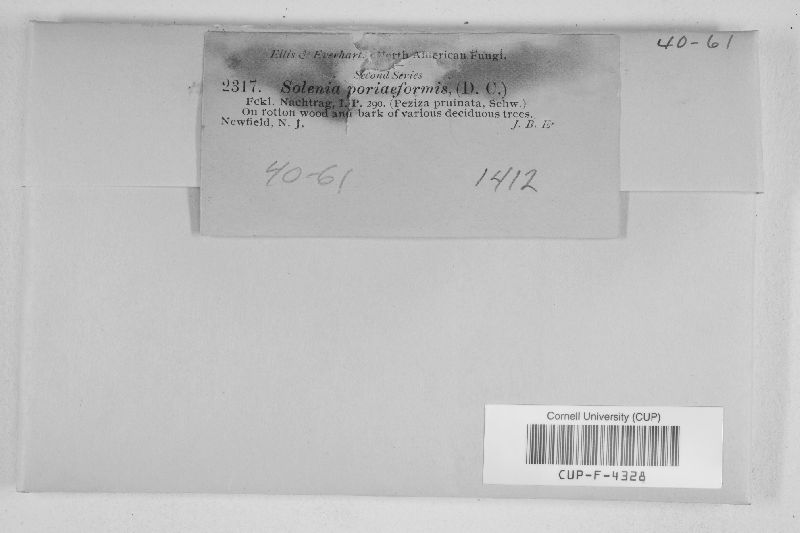 40-61
Ellis & Everhart, North American Fungi.
Second Series
2317. Solenia poriaeformis, (D. C.)
Fckl. Nachtrag, I. P. 290. (Peziza pruinata, Schw.)
On rotton wood and bark of various deciduous trees.
Newfield, N. J. J. B. E.
40-61 1412
Cornell University (CUP)
CUP-F-4328